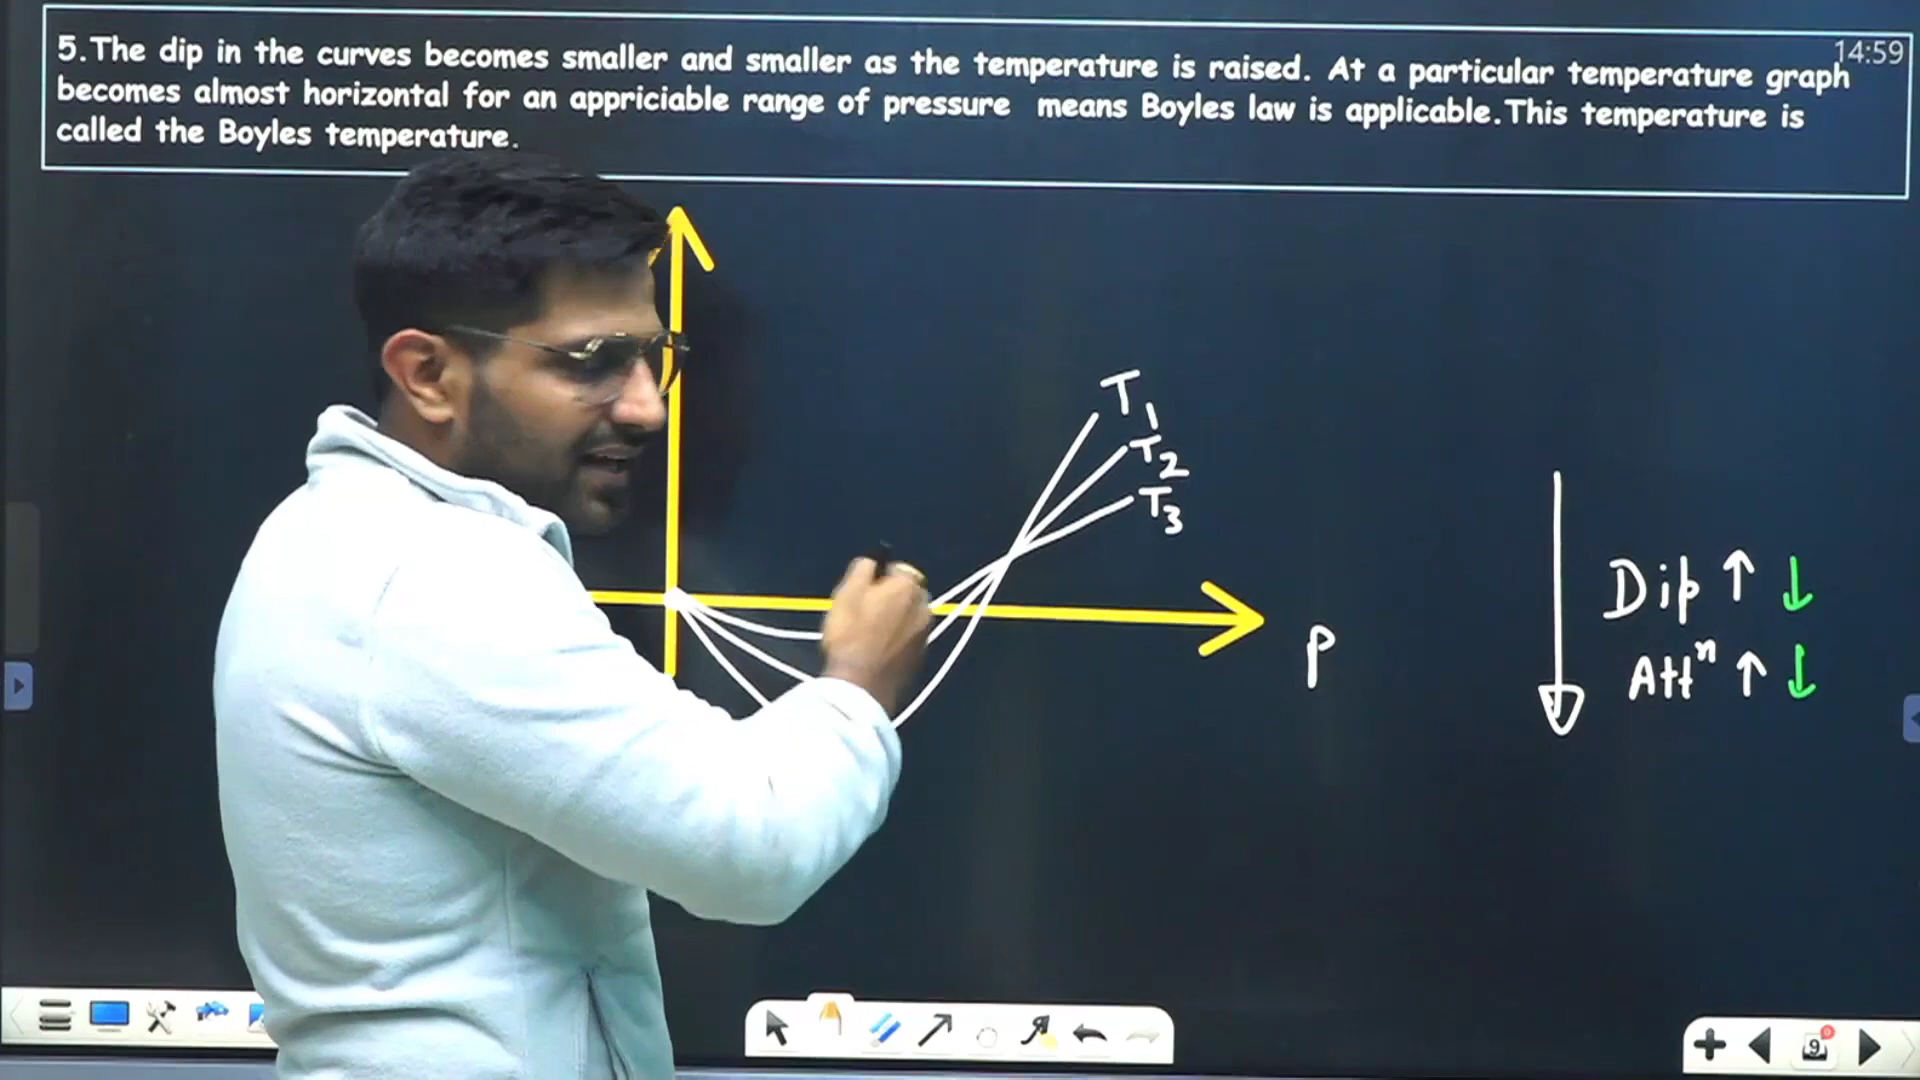 14:59
5.The dip in the curves becomes smaller and smaller as the temperature is raised. At a particular temperature graph
becomes almost horizontal for an appriciable range of pressure means Boyles law is applicable.This temperature is
called the Boyles temperature.
T1
T2
T3
P
Dip ↑ ↓
Attⁿ ↑ ↓
9